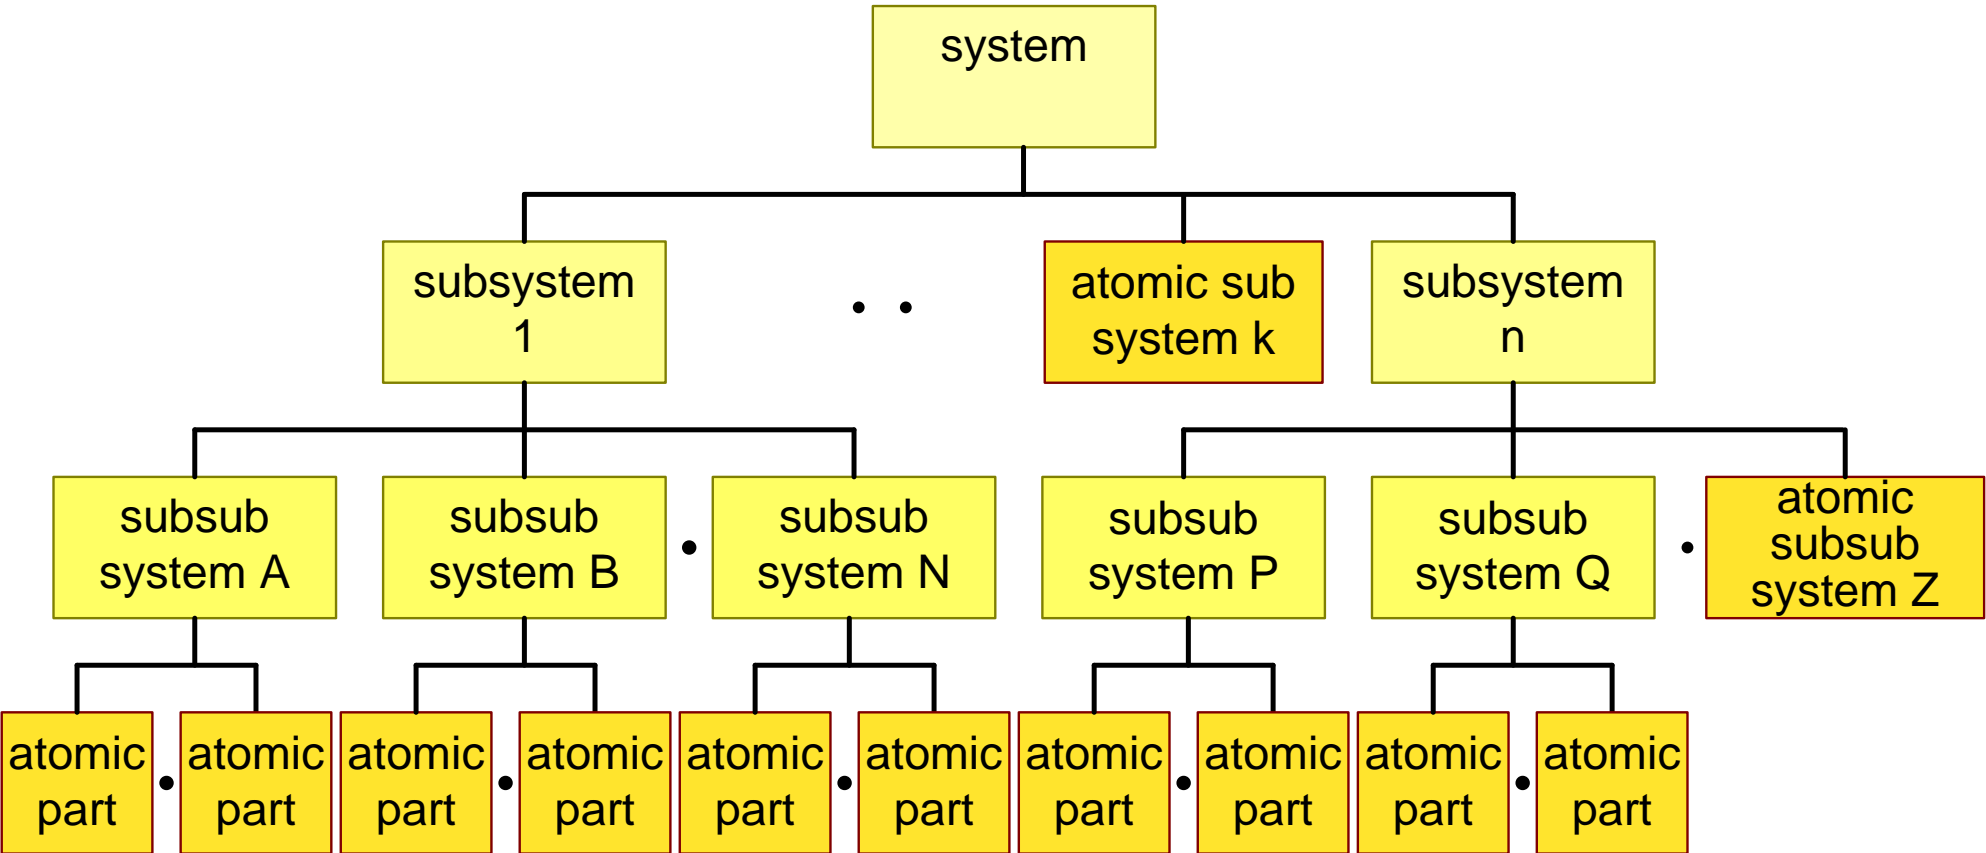 system
subsystem
1
atomic sub
system k
subsystem
n
subsub
system A
subsub
system B
subsub
system N
subsub
system P
subsub
system Q
atomic
subsub
system Z
atomic
part
atomic
part
atomic
part
atomic
part
atomic
part
atomic
part
atomic
part
atomic
part
atomic
part
atomic
part